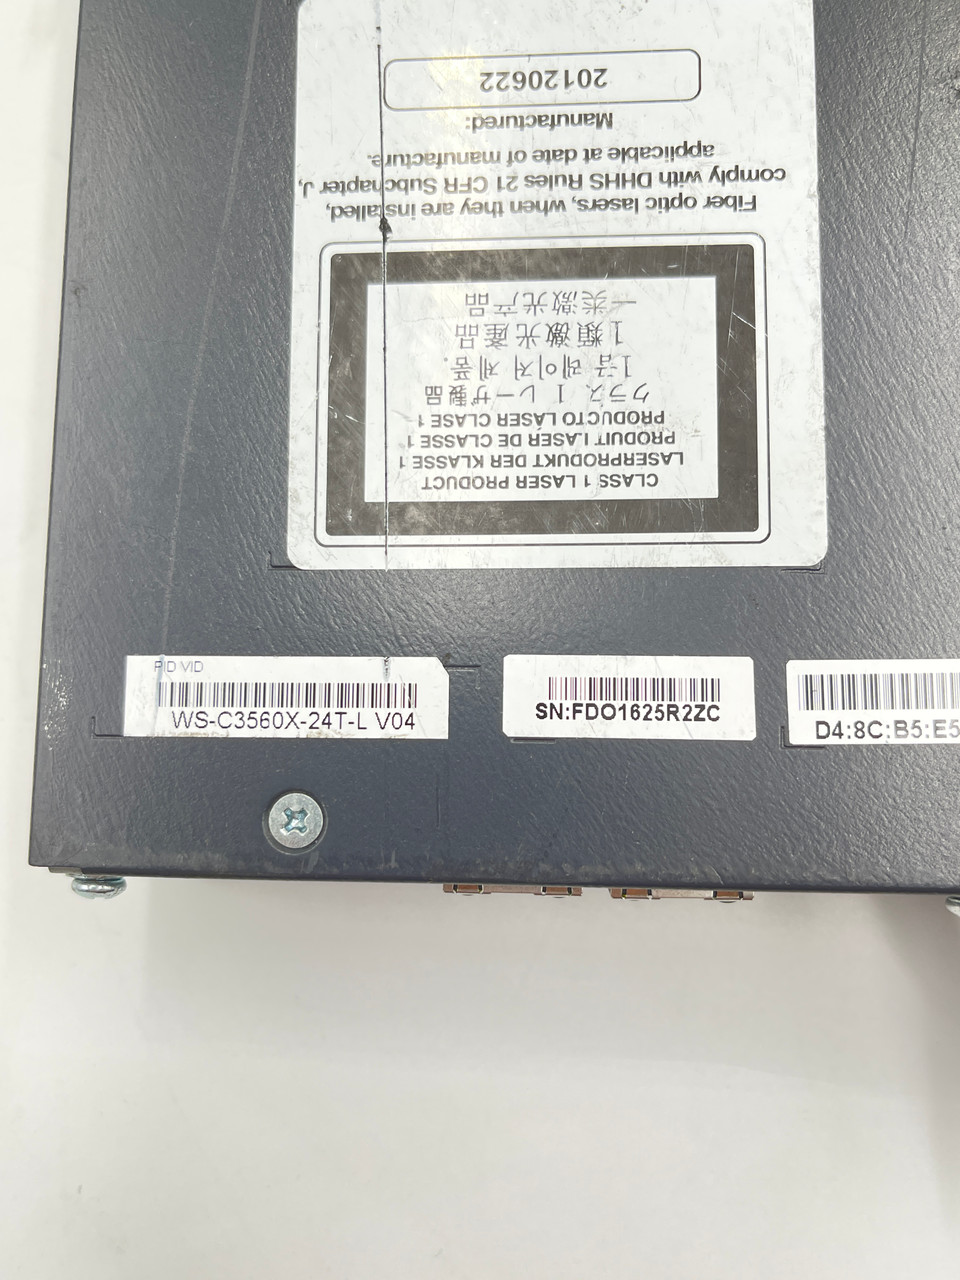 CLASS 1 LASER PRODUCT
LASERPRODUKT DER KLASSE 1
PRODUIT LASER DE CLASSE 1
PRODUCTO LÁSER CLASE 1
クラス 1 レーザ製品
1급 레이저 제품.
1 類 激 光 產 品
一类 激 光 产 品
Fiber optic lasers, when they are installed,
comply with DHHS Rules 21 CFR Subchapter J,
applicable at date of manufacture.
Manufactured:
20120622
PID VID
WS-C3560X-24T-L V04
SN:FDO1625R2ZC
D4:8C:B5:E5